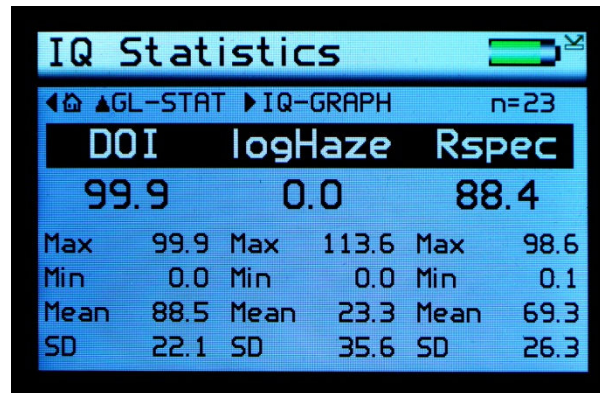 IQ Statistics
GL-STAT IQ-GRAPH n=23
DOI logHaze Rspec
99.9 0.0 88.4
Max 99.9 Max 113.6 Max 98.6
Min 0.0 Min 0.0 Min 0.1
Mean 88.5 Mean 23.3 Mean 69.3
SD 22.1 SD 35.6 SD 26.3